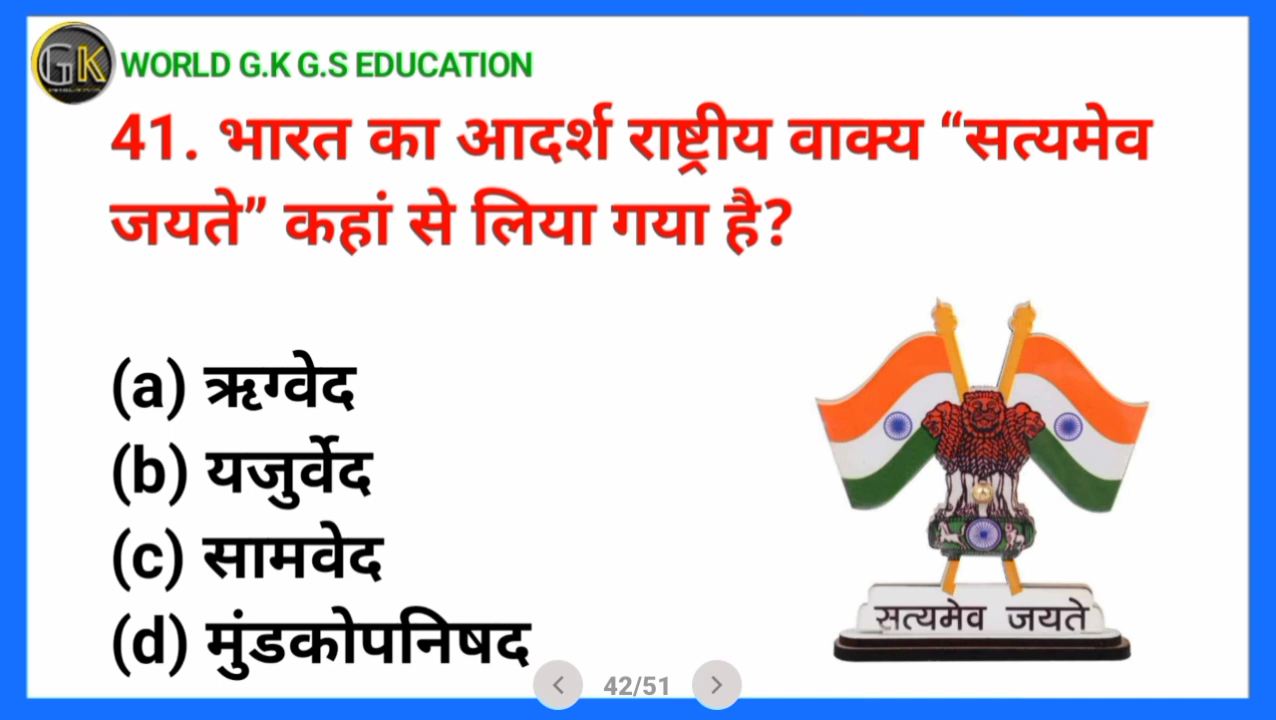 GK
WORLD G.K G.S EDUCATION
41. भारत का आदर्श राष्ट्रीय वाक्य “सत्यमेव
जयते” कहां से लिया गया है?
(a) ऋग्वेद
(b) यजुर्वेद
(c) सामवेद
(d) मुंडकोपनिषद
सत्यमेव जयते
42/51